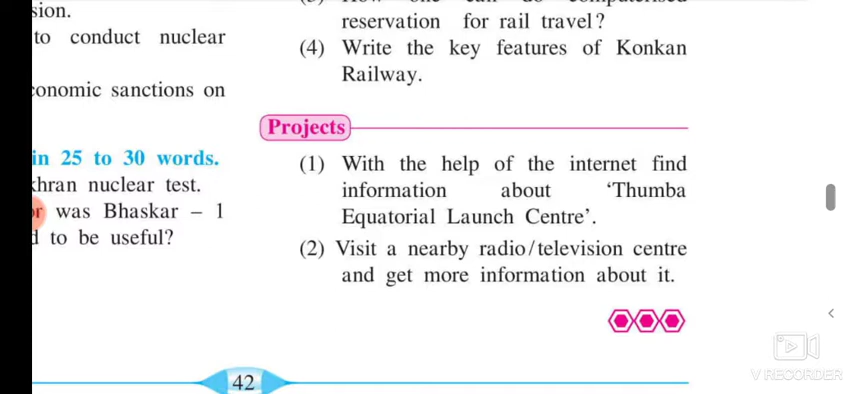 sion.
to conduct nuclear
economic sanctions on
in 25 to 30 words.
khran nuclear test.
or was Bhaskar – 1
to be useful?
reservation for rail travel?
(4) Write the key features of Konkan
Railway.
Projects
(1) With the help of the internet find
information about ‘Thumba
Equatorial Launch Centre’.
(2) Visit a nearby radio/television centre
and get more information about it.
42
V RECORDER